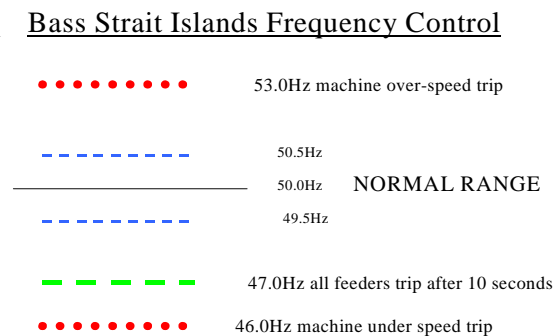 Bass Strait Islands Frequency Control
53.0Hz machine over-speed trip
50.5Hz
50.0Hz NORMAL RANGE
49.5Hz
47.0Hz all feeders trip after 10 seconds
46.0Hz machine under speed trip